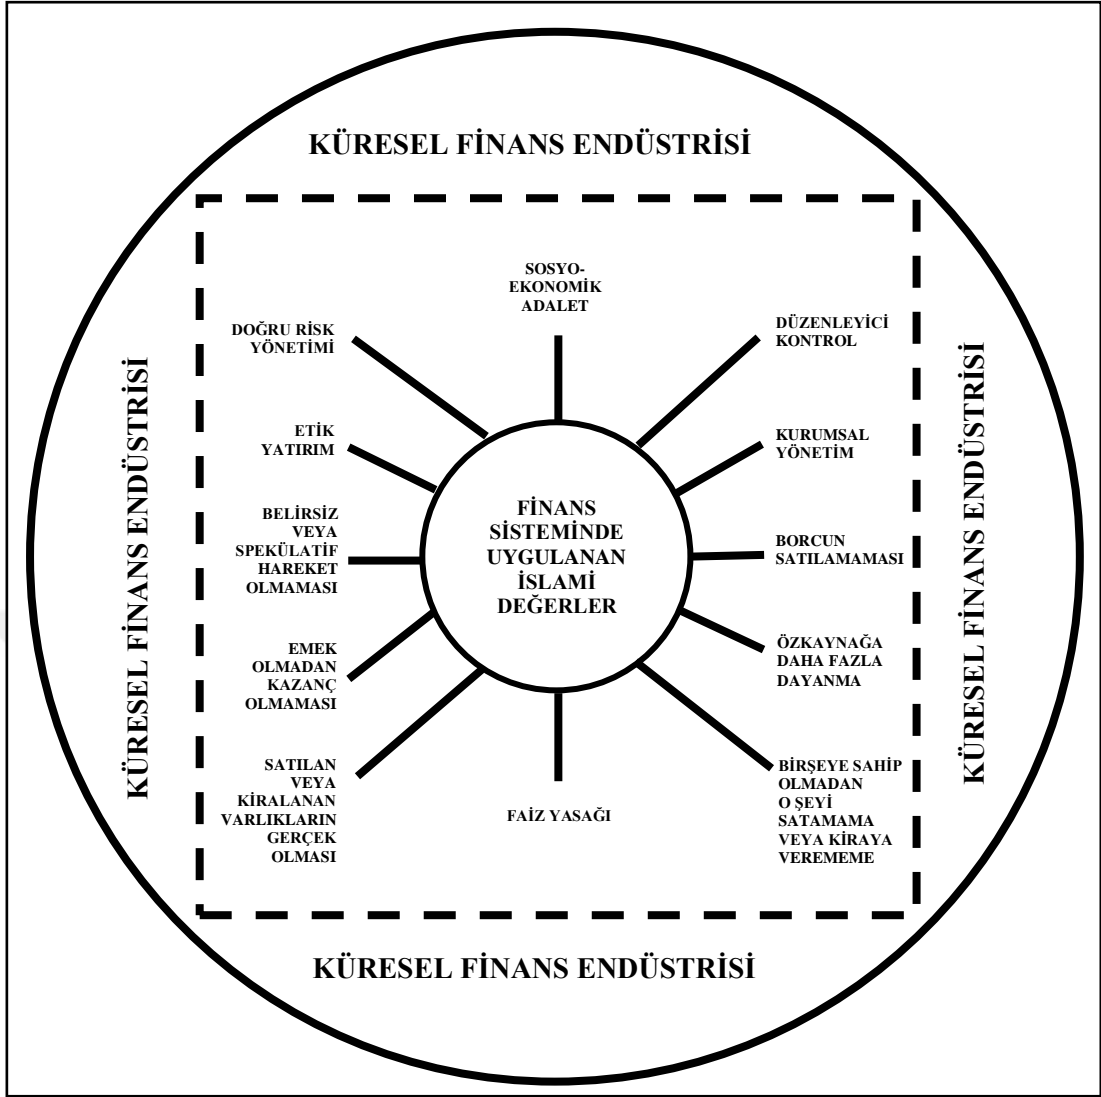 KÜRESEL FİNANS ENDÜSTRİSİ
SOSYO-
EKONOMİK
ADALET
DOĞRU RİSK
YÖNETİMİ
DÜZENLEYİCİ
KONTROL
ETİK
YATIRIM
KURUMSAL
YÖNETİM
BELİRSİZ
VEYA
SPEKÜLATİF
HAREKET
OLMAMASI
FİNANS
SİSTEMİNDE
UYGULANAN
İSLAMİ
DEĞERLER
BORCUN
SATILAMAMASI
EMEK
OLMADAN
KAZANÇ
OLMAMASI
ÖZKAYNAĞA
DAHA FAZLA
DAYANMA
SATILAN
VEYA
KİRALANAN
VARLIKLARIN
GERÇEK
OLMASI
FAİZ YASAĞI
BİRŞEYE SAHİP
OLMADAN
O ŞEYİ
SATAMAMA
VEYA KİRAYA
VEREMEME
KÜRESEL FİNANS ENDÜSTRİSİ
KÜRESEL FİNANS ENDÜSTRİSİ
KÜRESEL FİNANS ENDÜSTRİSİ